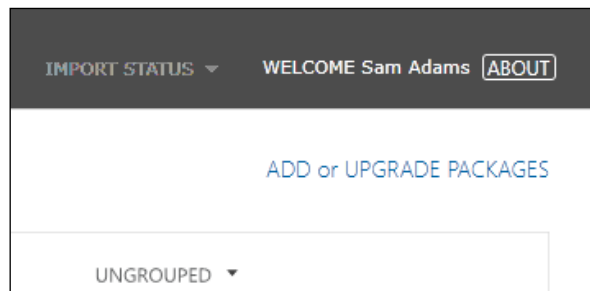 IMPORT STATUS WELCOME Sam Adams ABOUT
ADD or UPGRADE PACKAGES
UNGROUPED